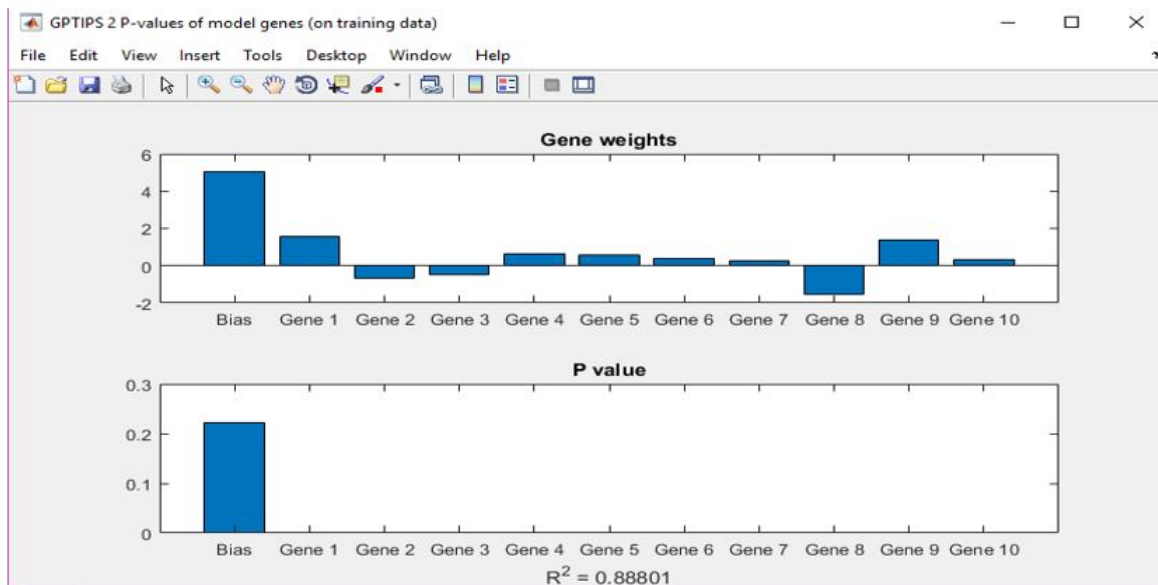 GPTIPS 2 P-values of model genes (on training data)
File Edit View Insert Tools Desktop Window Help
Gene weights
6
4
2
0
-2
Bias Gene 1 Gene 2 Gene 3 Gene 4 Gene 5 Gene 6 Gene 7 Gene 8 Gene 9 Gene 10
P value
0.3
0.2
0.1
0
Bias Gene 1 Gene 2 Gene 3 Gene 4 Gene 5 Gene 6 Gene 7 Gene 8 Gene 9 Gene 10
R² = 0.88801